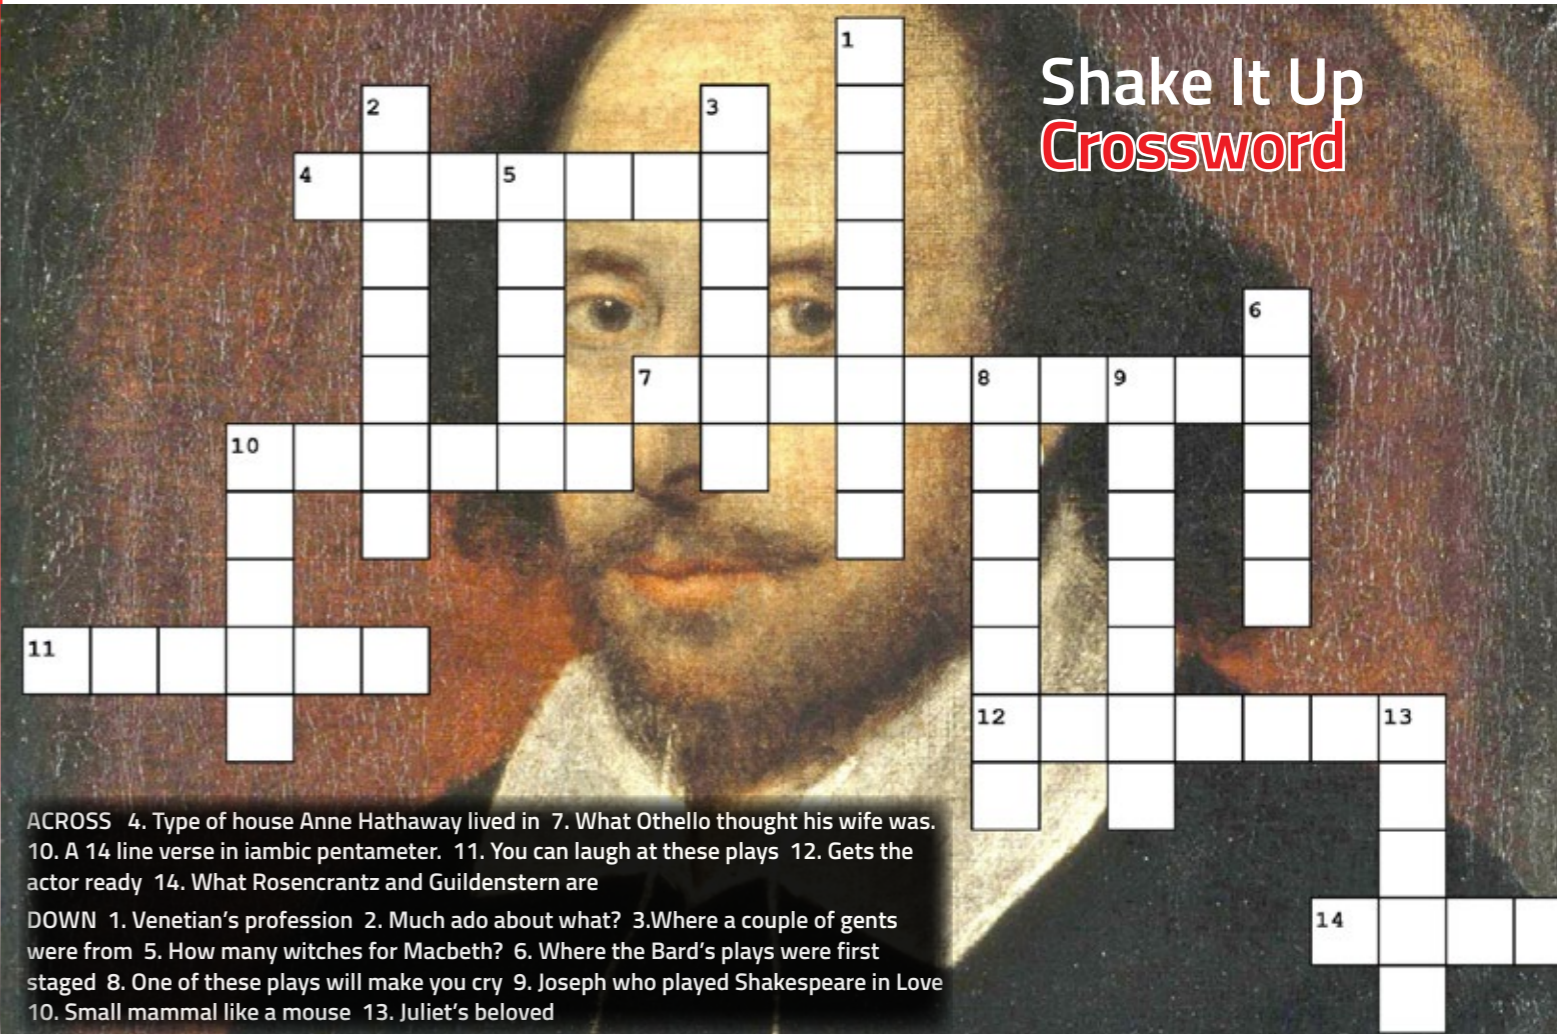 Shake It Up
Crossword
1
2
3
4
5
6
7
8
9
10
11
12
13
14
ACROSS 4. Type of house Anne Hathaway lived in 7. What Othello thought his wife was.
10. A 14 line verse in iambic pentameter. 11. You can laugh at these plays 12. Gets the
actor ready 14. What Rosencrantz and Guildenstern are
DOWN 1. Venetian's profession 2. Much ado about what? 3.Where a couple of gents
were from 5. How many witches for Macbeth? 6. Where the Bard's plays were first
staged 8. One of these plays will make you cry 9. Joseph who played Shakespeare in Love
10. Small mammal like a mouse 13. Juliet's beloved